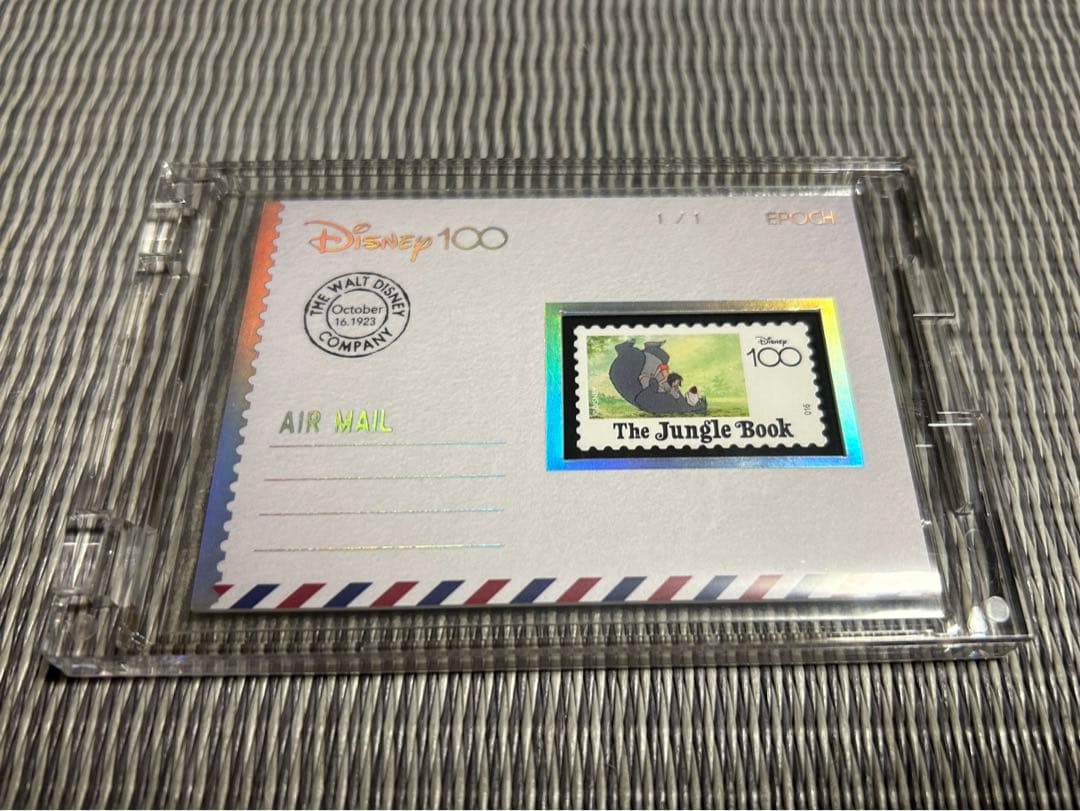 Disney 100
1 / 1
EPOCH
THE WALT DISNEY COMPANY
October
16.1923
AIR MAIL
Disney
100
016
The Jungle Book